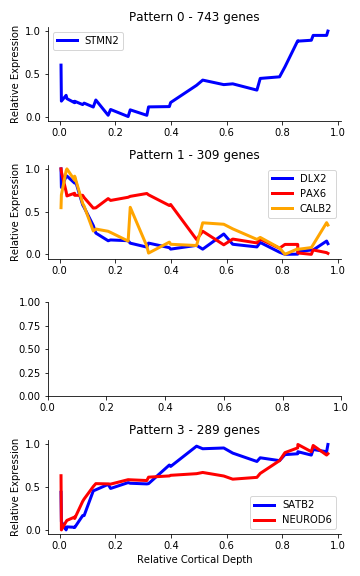 Pattern 0 - 743 genes
STMN2
Relative Expression
1.0
0.5
0.0
0.0 0.2 0.4 0.6 0.8 1.0
Pattern 1 - 309 genes
DLX2
PAX6
CALB2
Relative Expression
1.0
0.5
0.0
0.0 0.2 0.4 0.6 0.8 1.0
1.00
0.75
0.50
0.25
0.00
0.0 0.2 0.4 0.6 0.8 1.0
Pattern 3 - 289 genes
SATB2
NEUROD6
Relative Expression
1.0
0.5
0.0
0.0 0.2 0.4 0.6 0.8 1.0
Relative Cortical Depth